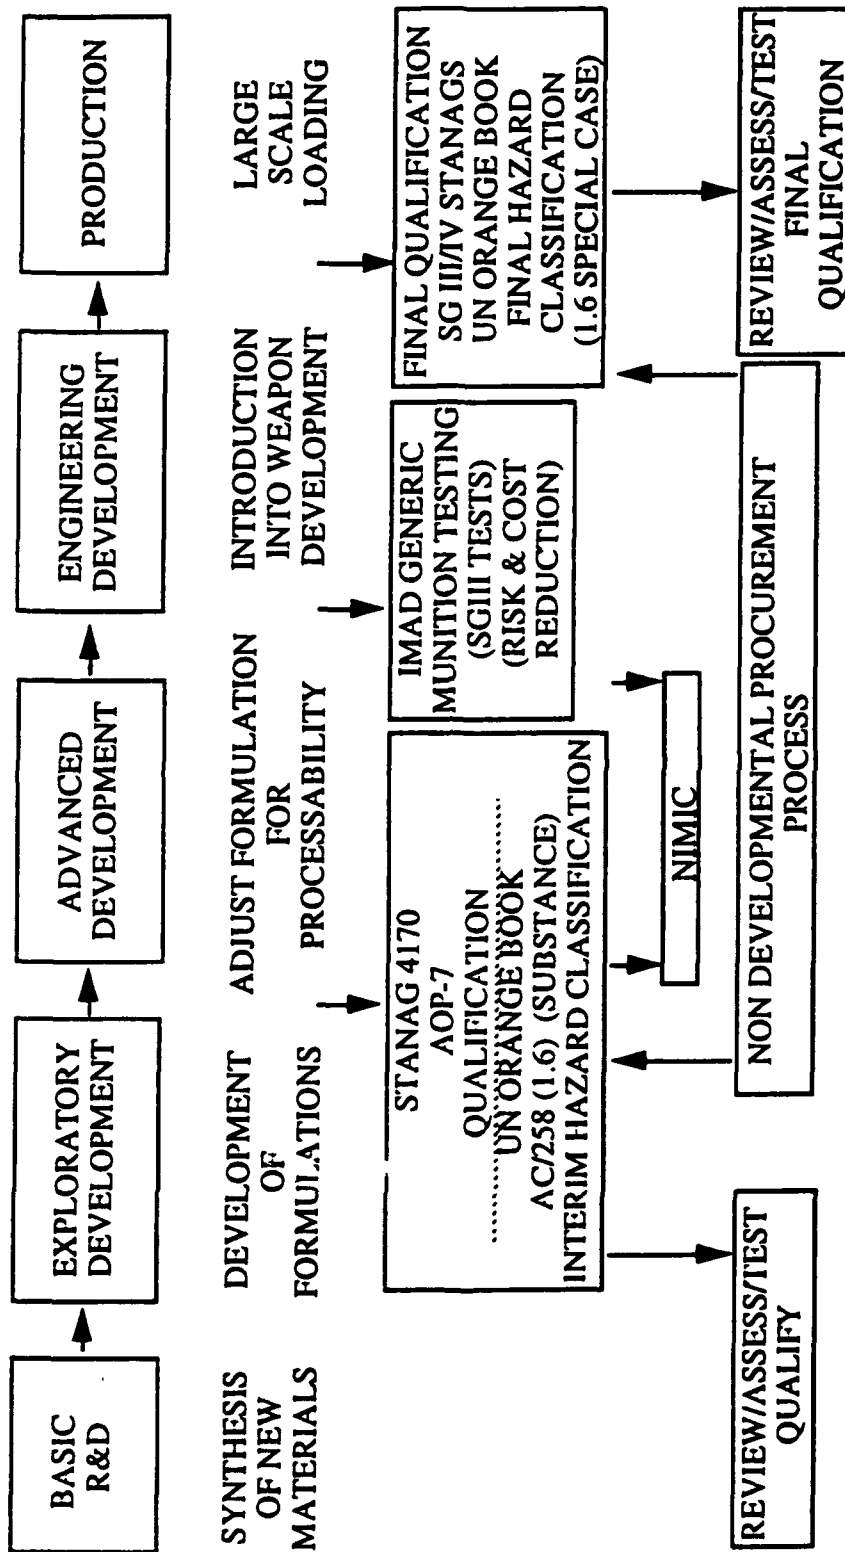 BASIC
R&D
EXPLORATORY
DEVELOPMENT
ADVANCED
DEVELOPMENT
ENGINEERING
DEVELOPMENT
PRODUCTION
SYNTHESIS
OF NEW
MATERIALS
DEVELOPMENT
OF
FORMULATIONS
ADJUST FORMULATION
FOR
PROCESSABILITY
INTRODUCTION
INTO WEAPON
DEVELOPMENT
LARGE
SCALE
LOADING
STANAG 4170
AOP-7
QUALIFICATION
UN ORANGE BOOK
AC/258 (1.6) (SUBSTANCE)
INTERIM HAZARD CLASSIFICATION
IMAD GENERIC
MUNITION TESTING
(SGIII TESTS)
(RISK & COST
REDUCTION)
FINAL QUALIFICATION
SG III/IV STANAGS
UN ORANGE BOOK
FINAL HAZARD
CLASSIFICATION
(1.6 SPECIAL CASE)
NIMIC
REVIEW/ASSESS/TEST
QUALIFY
NON DEVELOPMENTAL PROCUREMENT
PROCESS
REVIEW/ASSESS/TEST
FINAL
QUALIFICATION